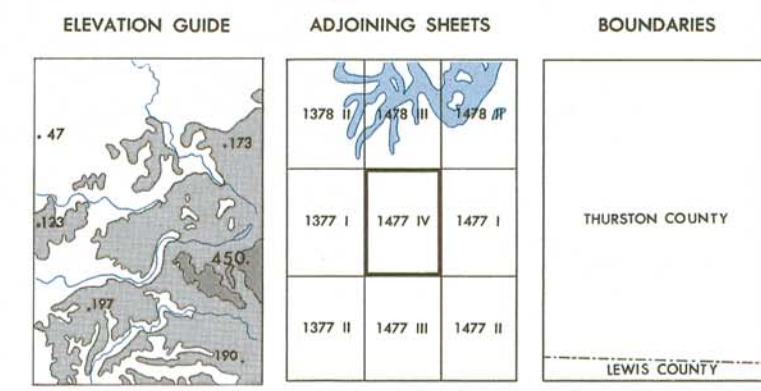 ELEVATION GUIDE
ADJOINING SHEETS
BOUNDARIES
. 47
.173
.123
450.
.197
190.
1378 II
1478 III
1478 II
1377 I
1477 IV
1477 I
1377 II
1477 III
1477 II
THURSTON COUNTY
LEWIS COUNTY